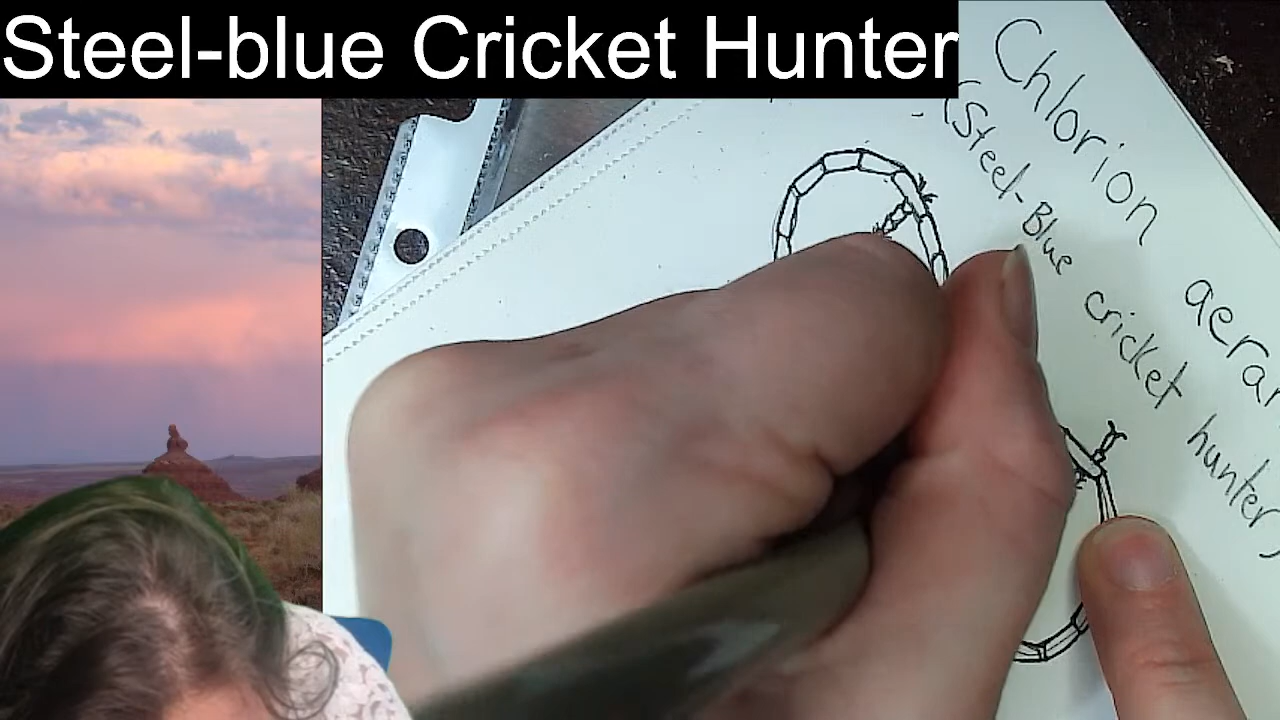 Steel-blue Cricket Hunter
Chlorion
(Steel-Blue cricket hunter)